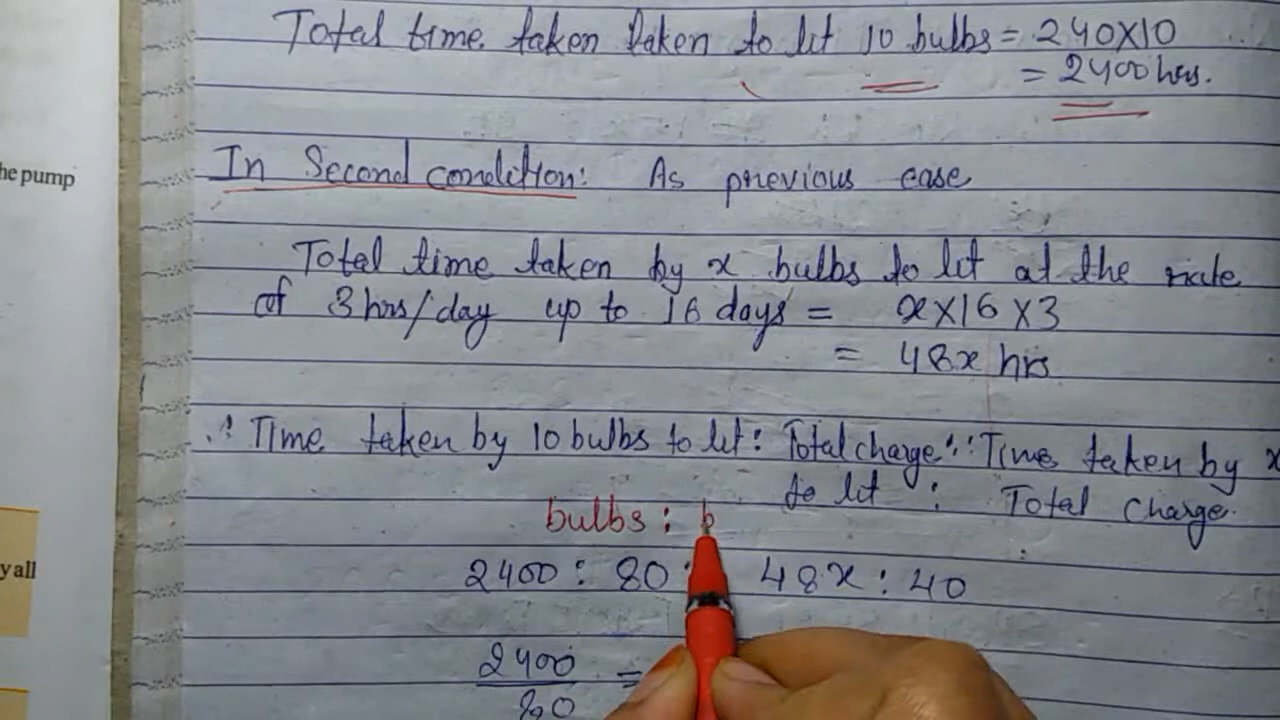 Total time taken taken to lit 10 bulbs = 240X10
= 2400 hrs.
he pump
In Second condition: As previous case
Total time taken by x bulbs to lit at the rate
of 3 hrs/day up to 16 days = x X 16 X 3
= 48x hrs
∴ Time taken by 10 bulbs to lit : Total charge :: Time taken by x
to lit : Total Charge.
bulbs : b
y all
2400 : 80 : 48x : 40
2400 =
80